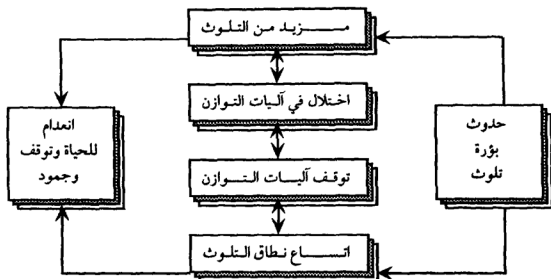 مزيد من التلوث
اختلال في آليات التوازن
حدوث
بؤرة
تلوث
انعدام
للحياة وتوقف
وجمود
توقف آليات التوازن
اتساع نطاق التلوث